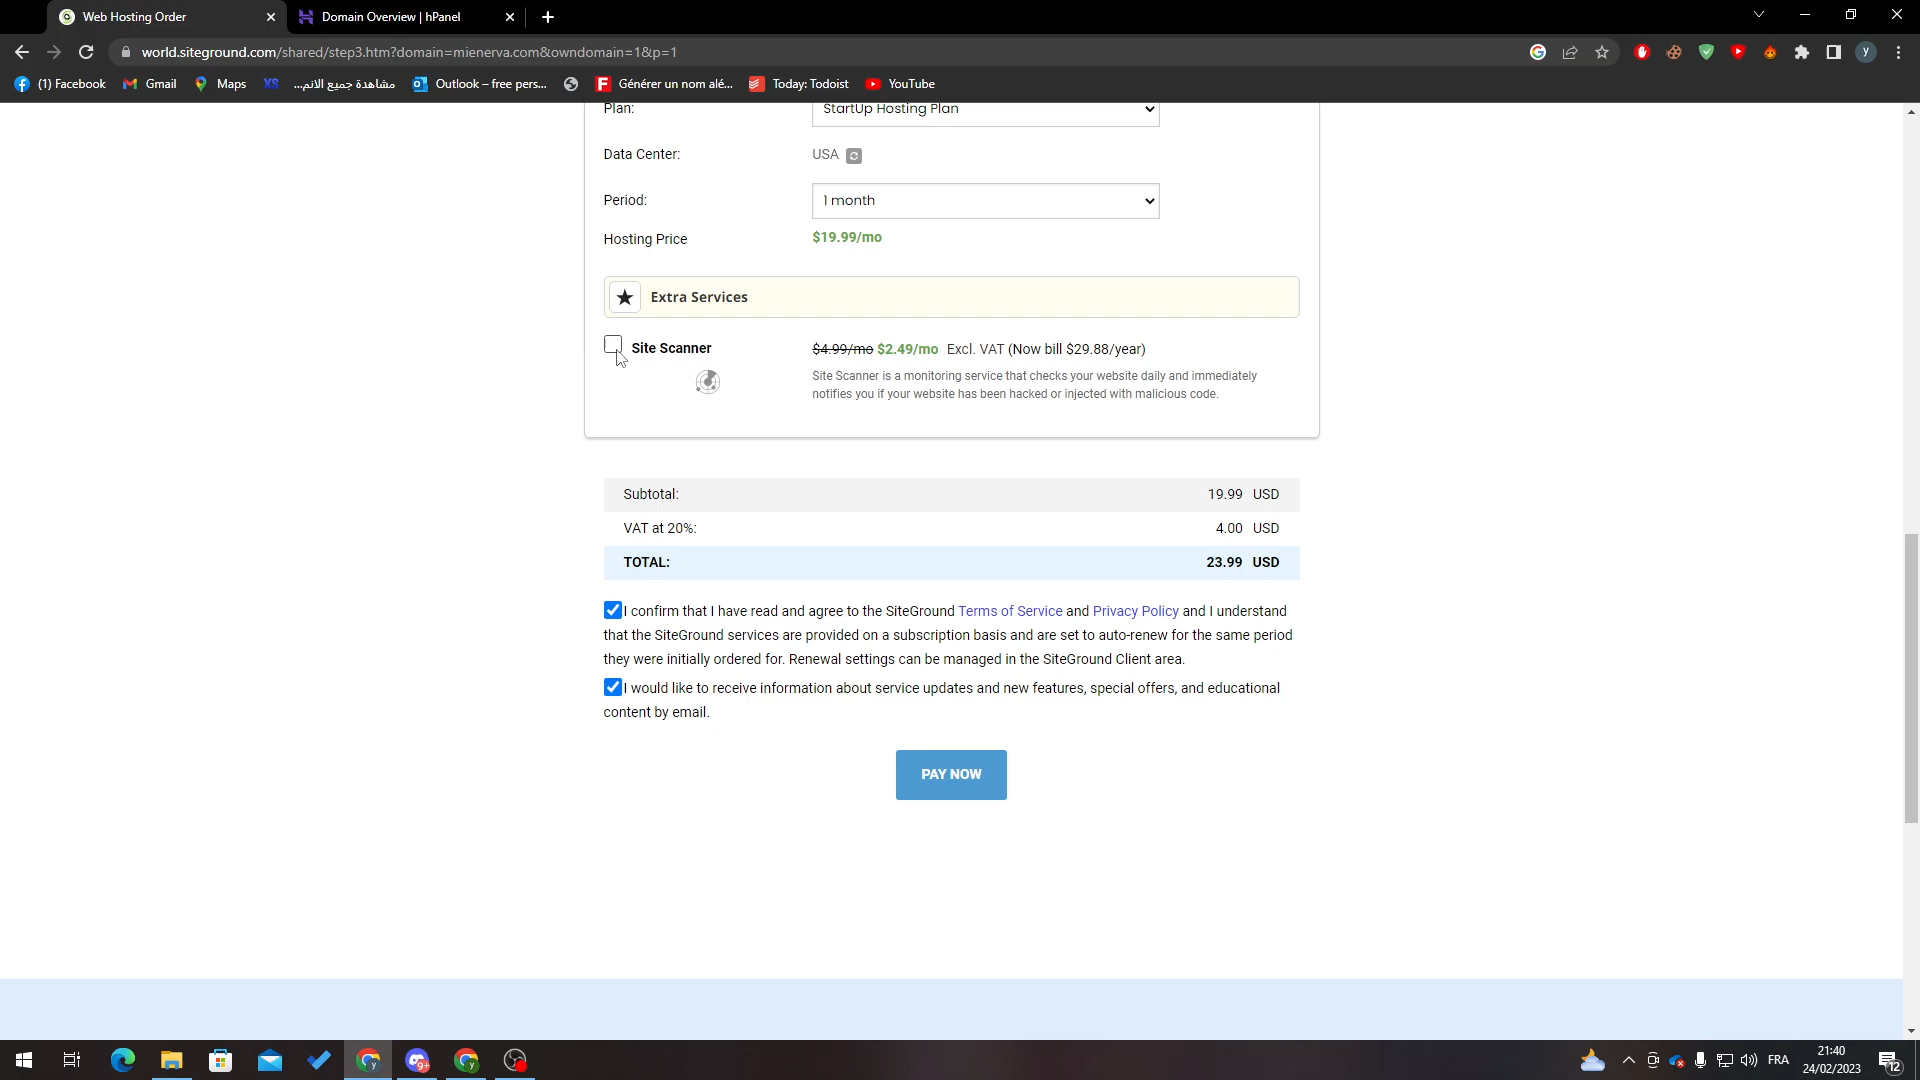 Web Hosting Order
Domain Overview | hPanel
world.siteground.com/shared/step3.htm?domain=mienerva.com&owndomain=1&p=1
(1) Facebook
Gmail
Maps
XS
مشاهدة جميع الانم...
Outlook – free pers...
Générer un nom alé...
Today: Todoist
YouTube
Plan:
StartUp Hosting Plan
Data Center:
USA
Period:
1 month
Hosting Price
$19.99/mo
Extra Services
Site Scanner
$4.99/mo $2.49/mo Excl. VAT (Now bill $29.88/year)
Site Scanner is a monitoring service that checks your website daily and immediately
notifies you if your website has been hacked or injected with malicious code.
Subtotal: 19.99 USD
VAT at 20%: 4.00 USD
TOTAL: 23.99 USD
I confirm that I have read and agree to the SiteGround Terms of Service and Privacy Policy and I understand
that the SiteGround services are provided on a subscription basis and are set to auto-renew for the same period
they were initially ordered for. Renewal settings can be managed in the SiteGround Client area.
I would like to receive information about service updates and new features, special offers, and educational
content by email.
PAY NOW
9+
FRA
21:40
24/02/2023
12